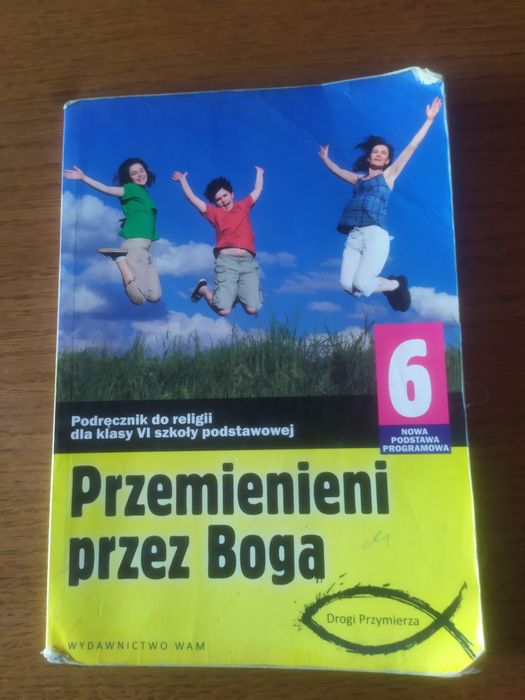 6
NOWA
PODSTAWA
PROGRAMOWA
Podręcznik do religii
dla klasy VI szkoły podstawowej
Przemienieni
przez Boga
Drogi Przymierza
WYDAWNICTWO WAM